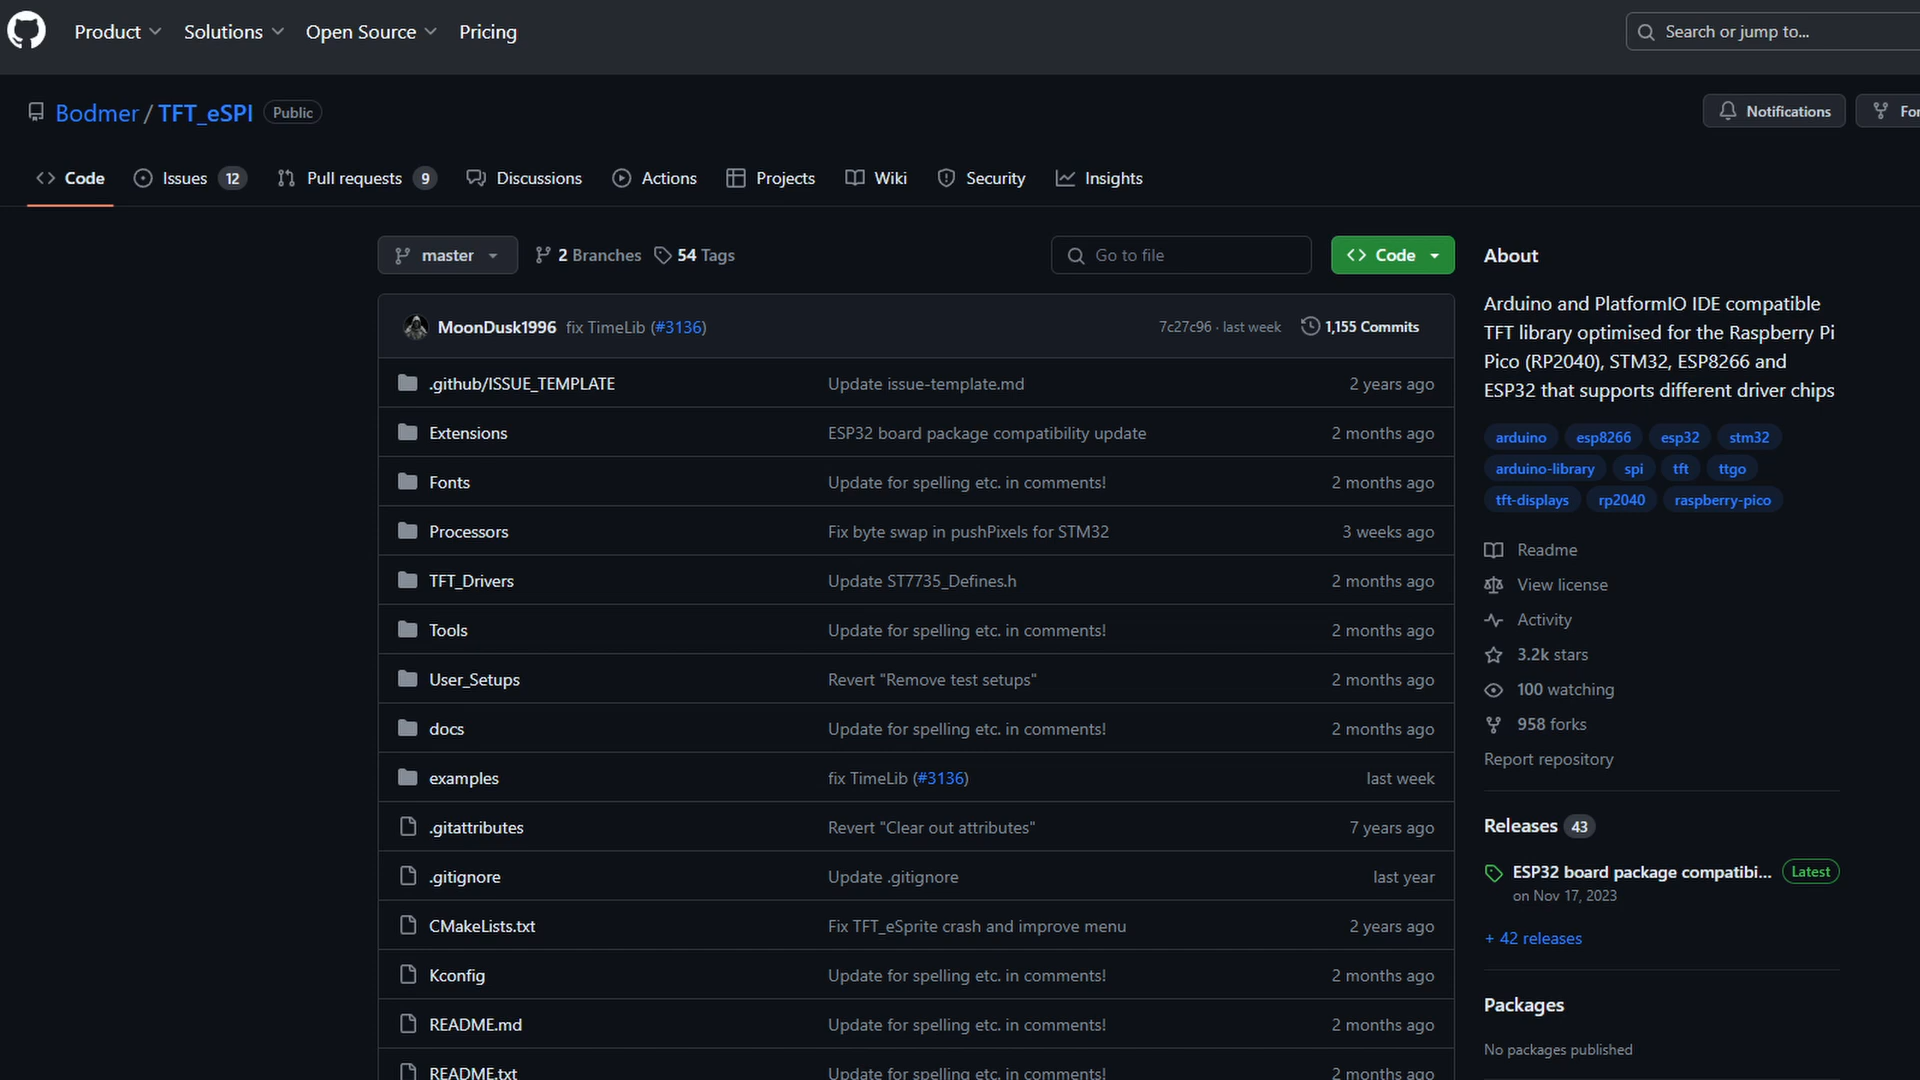 Product Solutions Open Source Pricing Search or jump to...
Bodmer / TFT_eSPI Public Notifications
Code Issues 12 Pull requests 9 Discussions Actions Projects Wiki Security Insights
master 2 Branches 54 Tags Go to file Code
MoonDusk1996 fix TimeLib (#3136) 7c27c96 · last week 1,155 Commits
.github/ISSUE_TEMPLATE Update issue-template.md 2 years ago
Extensions ESP32 board package compatibility update 2 months ago
Fonts Update for spelling etc. in comments! 2 months ago
Processors Fix byte swap in pushPixels for STM32 3 weeks ago
TFT_Drivers Update ST7735_Defines.h 2 months ago
Tools Update for spelling etc. in comments! 2 months ago
User_Setups Revert "Remove test setups" 2 months ago
docs Update for spelling etc. in comments! 2 months ago
examples fix TimeLib (#3136) last week
.gitattributes Revert "Clear out attributes" 7 years ago
.gitignore Update .gitignore last year
CMakeLists.txt Fix TFT_eSprite crash and improve menu 2 years ago
Kconfig Update for spelling etc. in comments! 2 months ago
README.md Update for spelling etc. in comments! 2 months ago
README.txt Update for spelling etc. in comments! 2 months ago
About
Arduino and PlatformIO IDE compatible
TFT library optimised for the Raspberry Pi
Pico (RP2040), STM32, ESP8266 and
ESP32 that supports different driver chips
arduino esp8266 esp32 stm32
arduino-library spi tft ttgo
tft-displays rp2040 raspberry-pico
Readme
View license
Activity
3.2k stars
100 watching
958 forks
Report repository
Releases 43
ESP32 board package compatibi... Latest
on Nov 17, 2023
+ 42 releases
Packages
No packages published